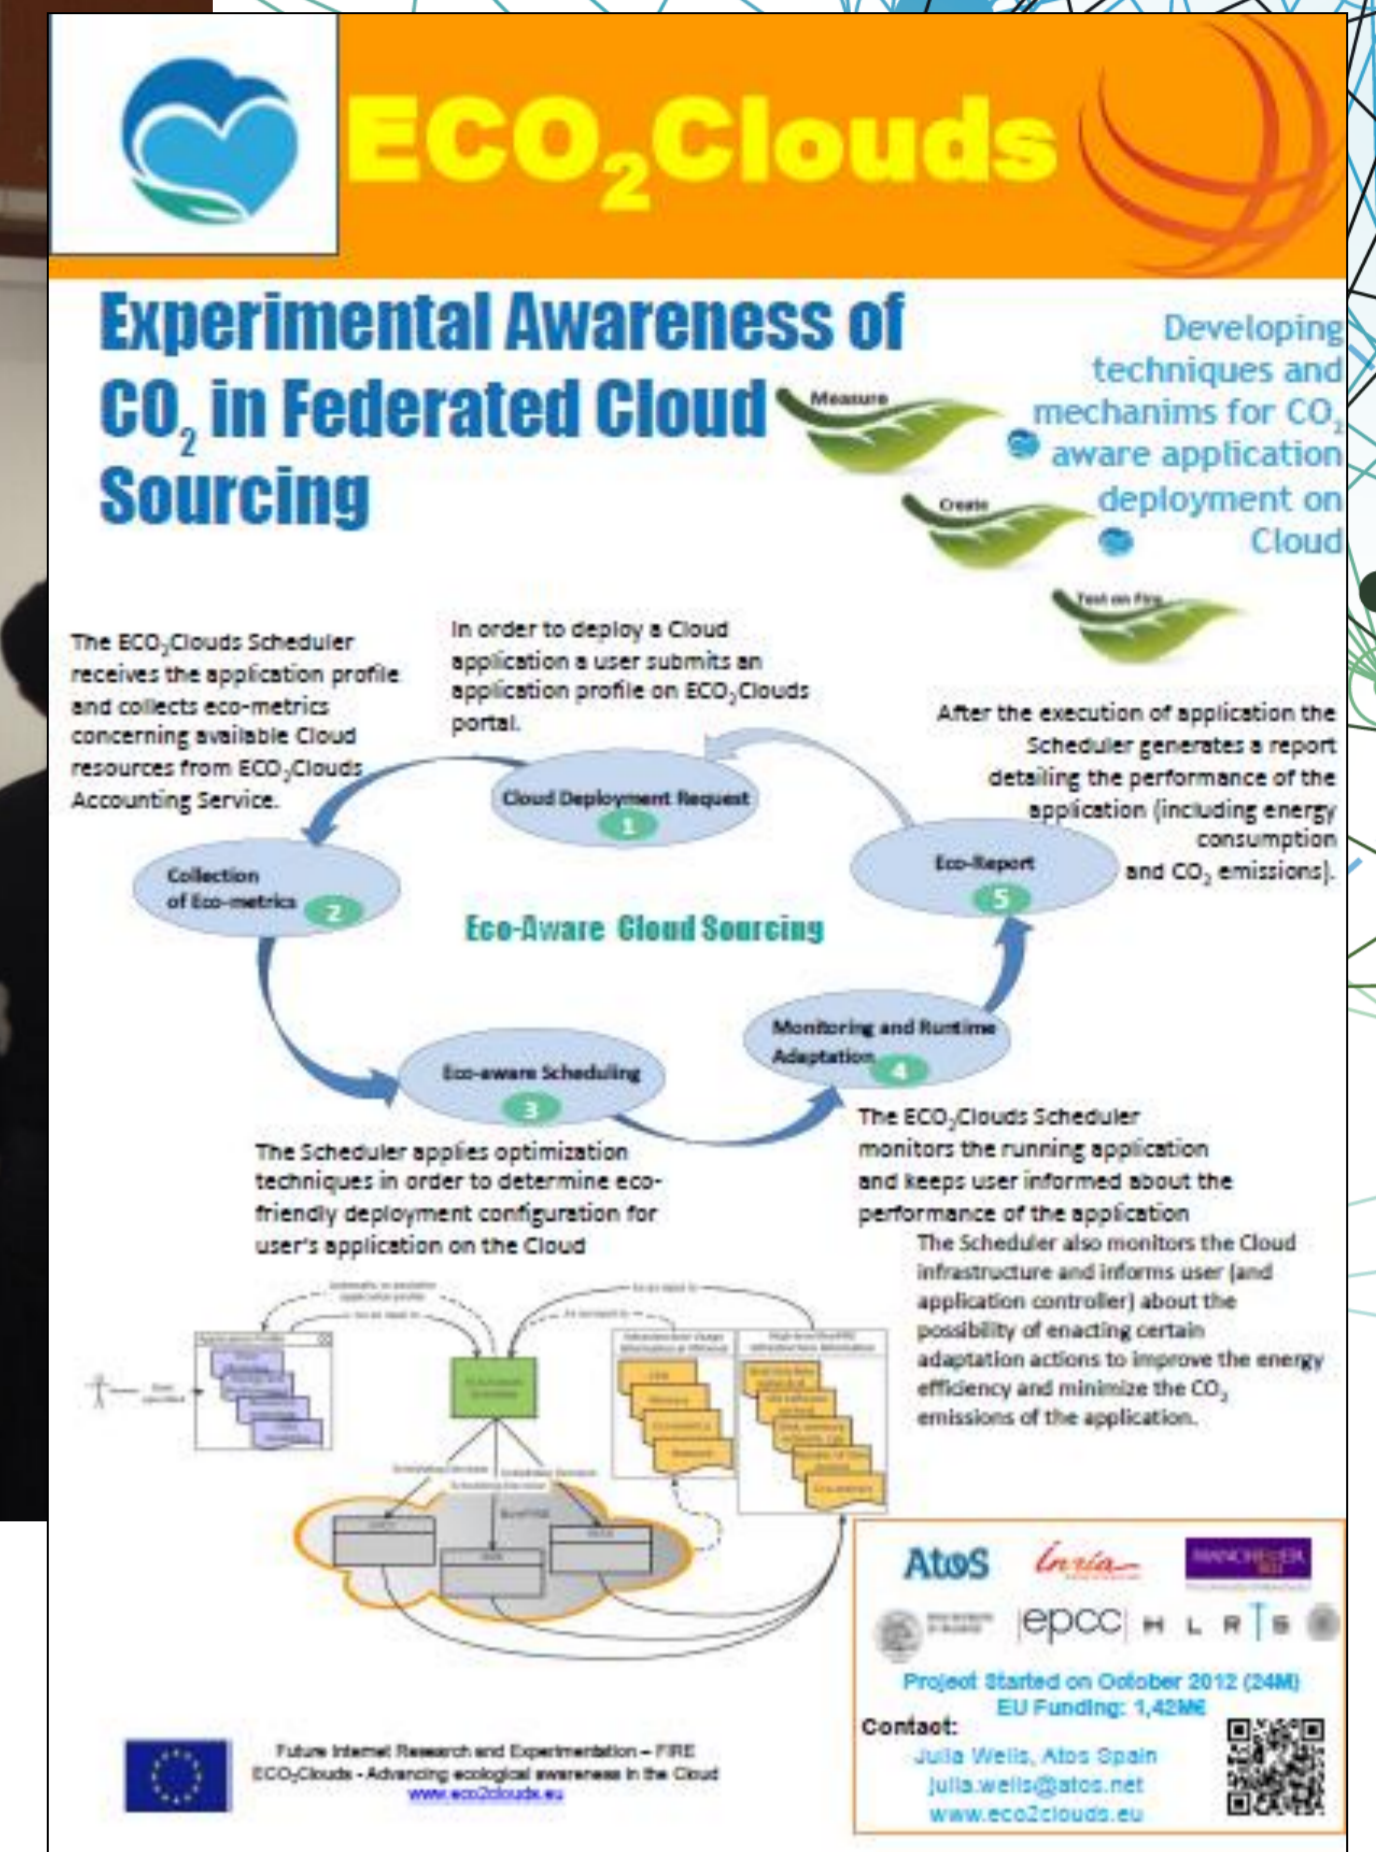 ECO₂Clouds
Experimental Awareness of
CO₂ in Federated Cloud
Sourcing
Developing
techniques and
mechanims for CO₂
aware application
deployment on
Cloud
Measure
Create
Test on Fire
The ECO₂Clouds Scheduler
receives the application profile
and collects eco-metrics
concerning available Cloud
resources from ECO₂Clouds
Accounting Service.
In order to deploy a Cloud
application a user submits an
application profile on ECO₂Clouds
portal.
After the execution of application the
Scheduler generates a report
detailing the performance of the
application (including energy
consumption
and CO₂ emissions).
Cloud Deployment Request
1
Collection
of Eco-metrics
2
Eco-Report
5
Eco-Aware Cloud Sourcing
Monitoring and Runtime
Adaptation
4
Eco-aware Scheduling
3
The Scheduler applies optimization
techniques in order to determine eco-
friendly deployment configuration for
user's application on the Cloud
The ECO₂Clouds Scheduler
monitors the running application
and keeps user informed about the
performance of the application
The Scheduler also monitors the Cloud
infrastructure and informs user (and
application controller) about the
possibility of enacting certain
adaptation actions to improve the energy
efficiency and minimize the CO₂
emissions of the application.
Atos
Inria
MANCHESTER
1824
epcc
H L R S
Project Started on October 2012 (24M)
EU Funding: 1,42M€
Contact:
Julia Wells, Atos Spain
julia.wells@atos.net
www.eco2clouds.eu
Future Internet Research and Experimentation – FIRE
ECO₂Clouds - Advancing ecological awareness in the Cloud
www.eco2clouds.eu